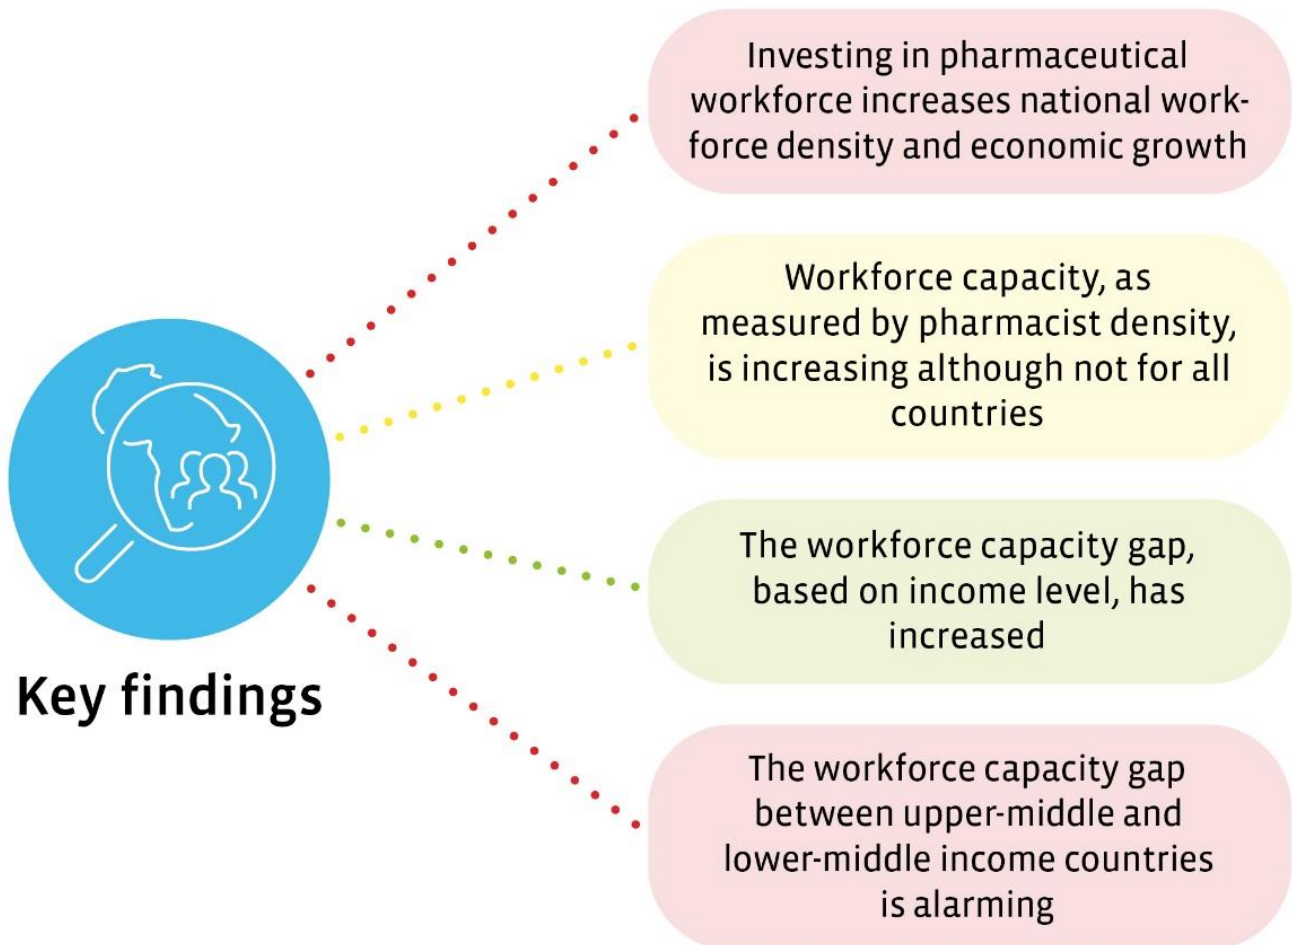 Investing in pharmaceutical
workforce increases national work-
force density and economic growth
Workforce capacity, as
measured by pharmacist density,
is increasing although not for all
countries
The workforce capacity gap,
based on income level, has
increased
Key findings
The workforce capacity gap
between upper-middle and
lower-middle income countries
is alarming